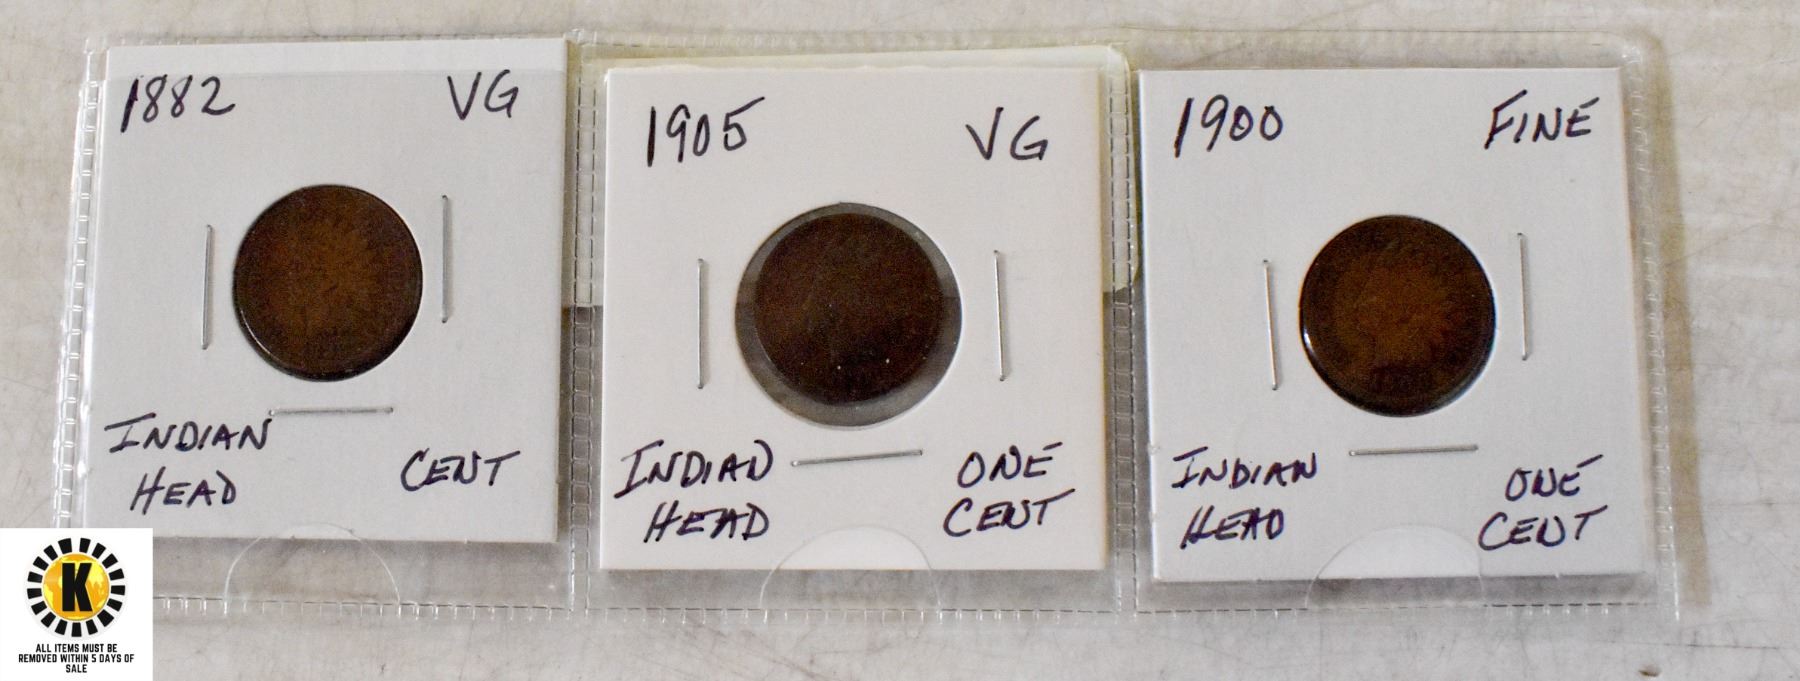 1882 VG
INDIAN
HEAD
CENT
1905 VG
INDIAN
HEAD
ONE
CENT
1900 FINE
INDIAN
HEAD
ONE
CENT
K
ALL ITEMS MUST BE
REMOVED WITHIN 5 DAYS OF
SALE